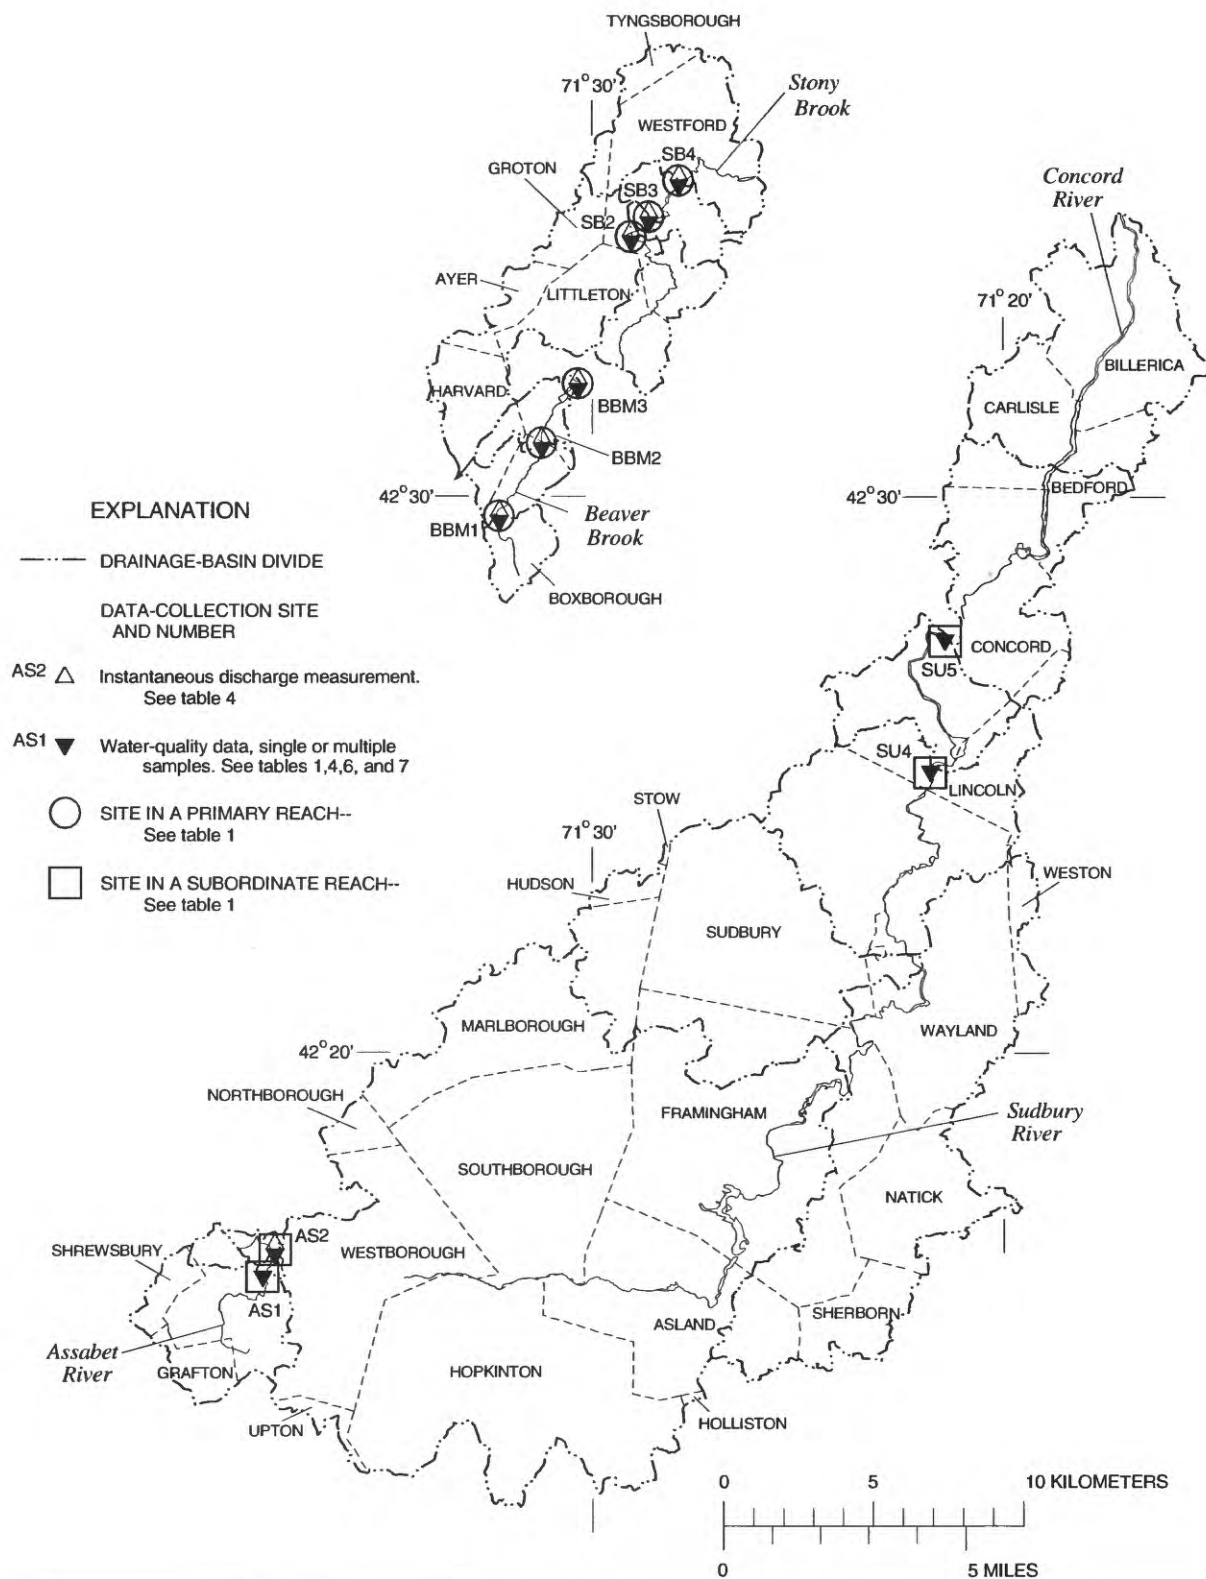 TYNGSBOROUGH
71° 30'
Stony
Brook
WESTFORD
SB4
GROTON
SB3
SB2
Concord
River
AYER
LITTLETON
71° 20'
BILLERICA
HARVARD
BBM3
CARLISLE
BBM2
42° 30'
42° 30'
BEDFORD
BBM1
Beaver
Brook
BOXBOROUGH
EXPLANATION
DRAINAGE-BASIN DIVIDE
DATA-COLLECTION SITE
AND NUMBER
AS2 Instantaneous discharge measurement.
See table 4
AS1 Water-quality data, single or multiple
samples. See tables 1,4,6, and 7
SITE IN A PRIMARY REACH--
See table 1
SITE IN A SUBORDINATE REACH--
See table 1
CONCORD
SU5
SU4
LINCOLN
STOW
71° 30'
HUDSON
WESTON
SUDBURY
MARLBOROUGH
WAYLAND
42° 20'
NORTHBOROUGH
FRAMINGHAM
Sudbury
River
SOUTHBOROUGH
NATICK
AS2
SHREWSBURY
WESTBOROUGH
AS1
SHERBORN
ASLAND
Assabet
River
GRAFTON
HOPKINTON
UPTON
HOLLISTON
0 5 10 KILOMETERS
0 5 MILES